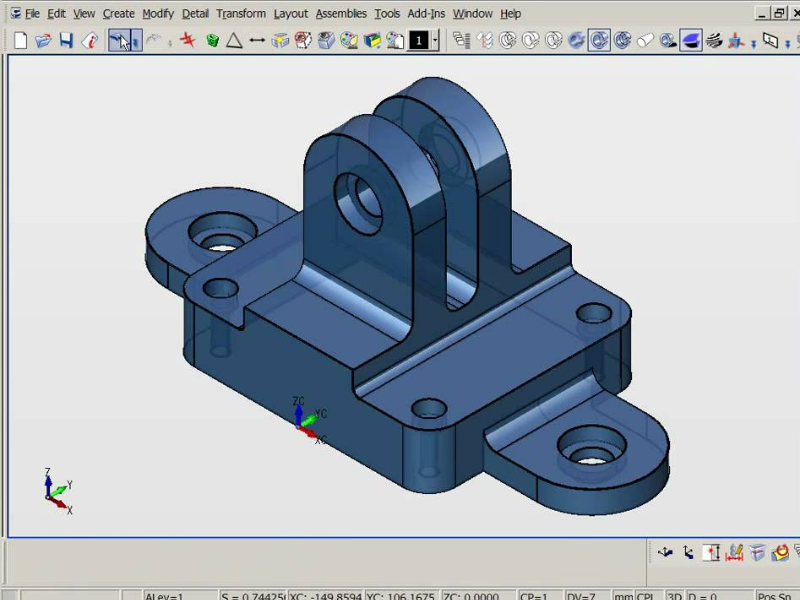 File Edit View Create Modify Detail Transform Layout Assemblies Tools Add-Ins Window Help
1
ZC
YC
XC
Z
Y
X
ALev=1 S = 0.74425 XC: -149.8594 YC: 106.1675 ZC: 0.0000 CP=1 DV=7 mm CPL 3D D = 0 Pos Sn